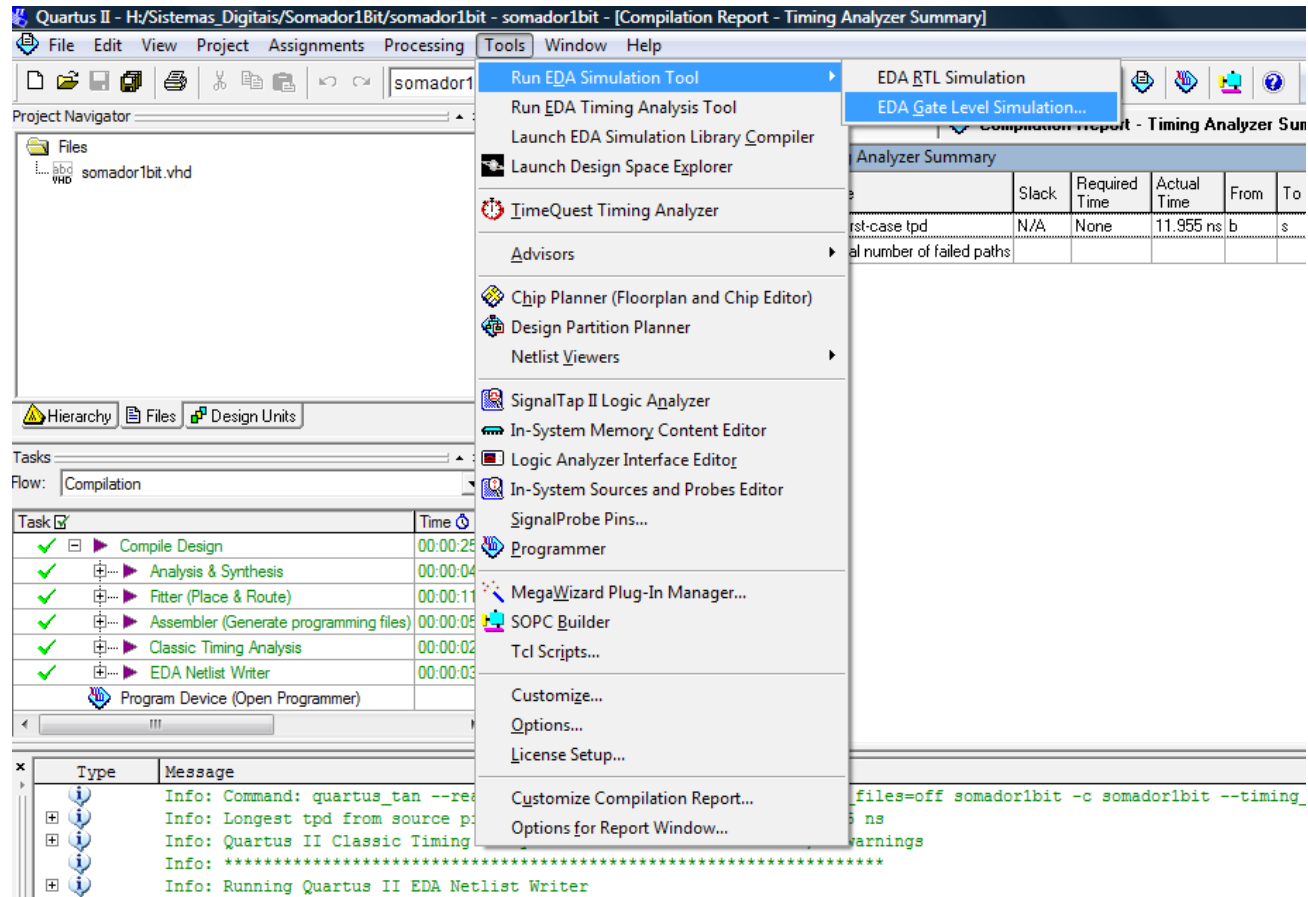 Quartus II - H:/Sistemas_Digitais/Somador1Bit/somador1bit - somador1bit - [Compilation Report - Timing Analyzer Summary]
File Edit View Project Assignments Processing Tools Window Help
somador1
Project Navigator
Files
abc VHD somador1bit.vhd
Hierarchy Files Design Units
Tasks
Flow: Compilation
Task Time
Compile Design 00:00:25
Analysis & Synthesis 00:00:04
Fitter (Place & Route) 00:00:11
Assembler (Generate programming files) 00:00:05
Classic Timing Analysis 00:00:02
EDA Netlist Writer 00:00:03
Program Device (Open Programmer)
Run EDA Simulation Tool
Run EDA Timing Analysis Tool
Launch EDA Simulation Library Compiler
Launch Design Space Explorer
TimeQuest Timing Analyzer
Advisors
Chip Planner (Floorplan and Chip Editor)
Design Partition Planner
Netlist Viewers
SignalTap II Logic Analyzer
In-System Memory Content Editor
Logic Analyzer Interface Editor
In-System Sources and Probes Editor
SignalProbe Pins...
Programmer
MegaWizard Plug-In Manager...
SOPC Builder
Tcl Scripts...
Customize...
Options...
License Setup...
Customize Compilation Report...
Options for Report Window...
EDA RTL Simulation
EDA Gate Level Simulation...
Compilation Report - Timing Analyzer Sum
Analyzer Summary
Slack Required Time Actual Time From To
rst-case tpd N/A None 11.955 ns b s
al number of failed paths
Type Message
Info: Command: quartus_tan --rea _files=off somador1bit -c somador1bit --timing_
Info: Longest tpd from source p ns
Info: Quartus II Classic Timing warnings
Info: *******************************************************************
Info: Running Quartus II EDA Netlist Writer